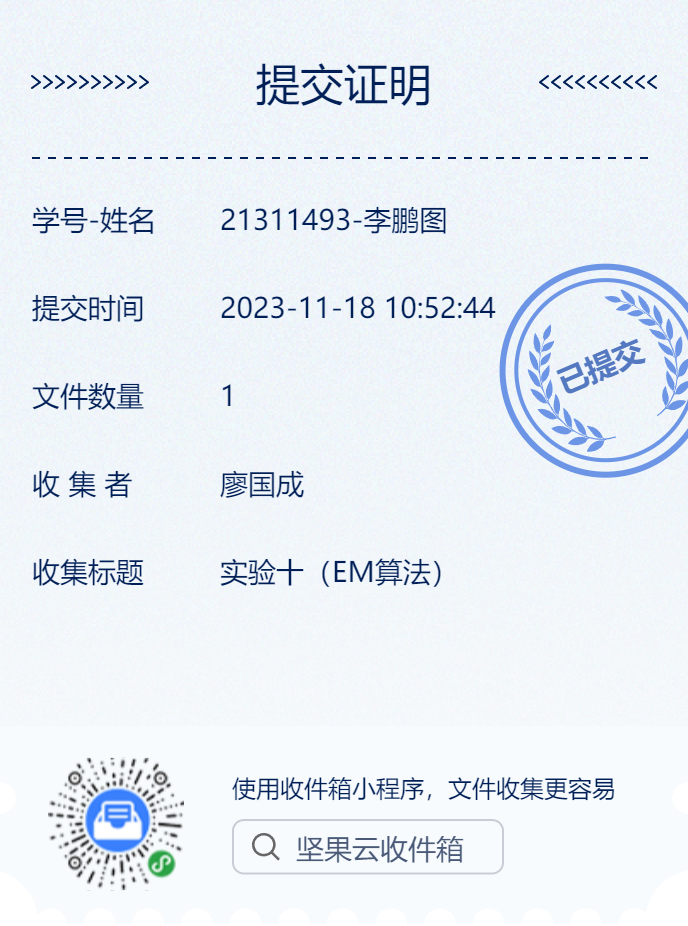 >>>>>>>>>> 提交证明 <<<<<<<<<<
学号-姓名 21311493-李鹏图
提交时间 2023-11-18 10:52:44
已提交
文件数量 1
收 集 者 廖国成
收集标题 实验十（EM算法）
使用收件箱小程序，文件收集更容易
坚果云收件箱